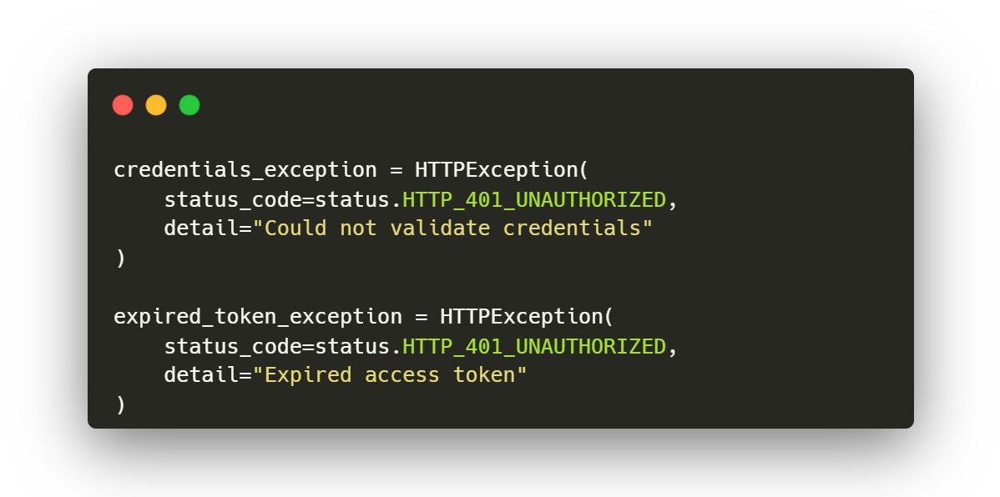 credentials_exception = HTTPException(
    status_code=status.HTTP_401_UNAUTHORIZED,
    detail="Could not validate credentials"
)

expired_token_exception = HTTPException(
    status_code=status.HTTP_401_UNAUTHORIZED,
    detail="Expired access token"
)